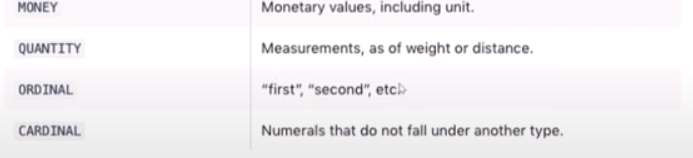 MONEY Monetary values, including unit.
QUANTITY Measurements, as of weight or distance.
ORDINAL "first", "second", etc.
CARDINAL Numerals that do not fall under another type.